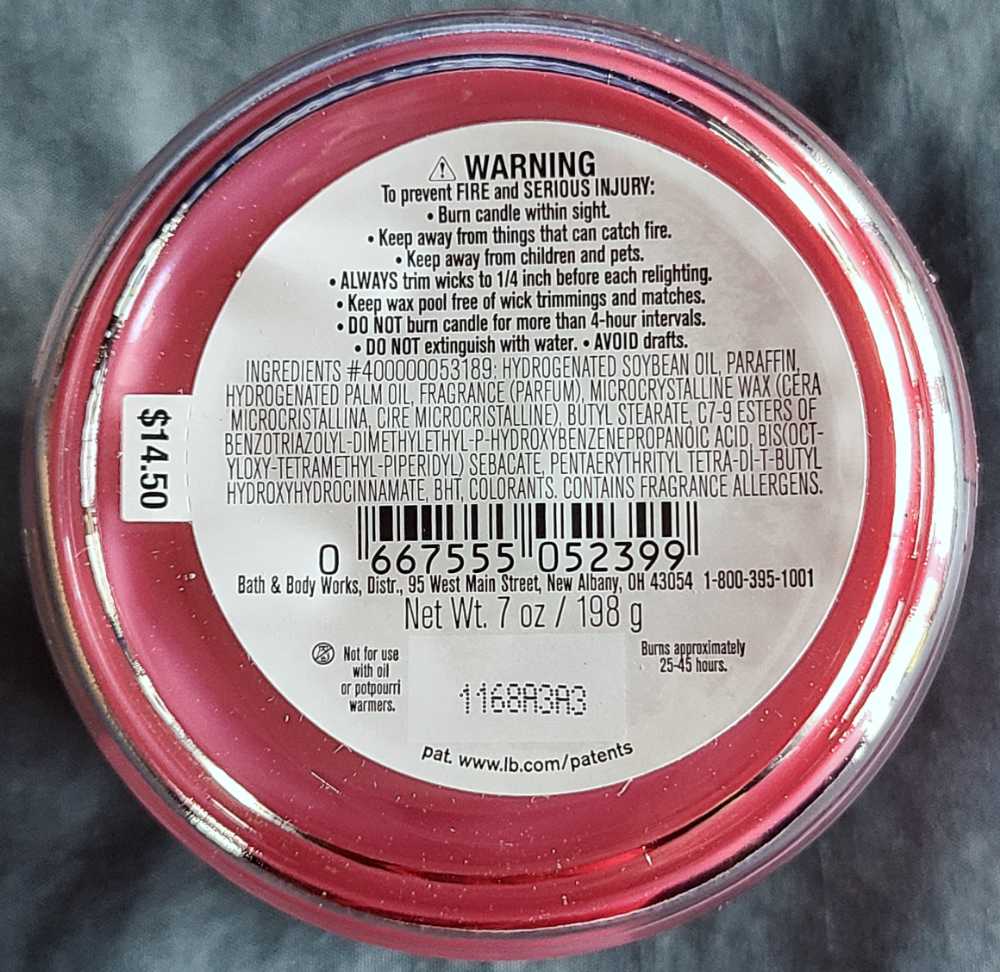 ⚠ WARNING
To prevent FIRE and SERIOUS INJURY:
• Burn candle within sight.
• Keep away from things that can catch fire.
• Keep away from children and pets.
• ALWAYS trim wicks to 1/4 inch before each relighting.
• Keep wax pool free of wick trimmings and matches.
• DO NOT burn candle for more than 4-hour intervals.
• DO NOT extinguish with water. • AVOID drafts.
INGREDIENTS #400000053189: HYDROGENATED SOYBEAN OIL, PARAFFIN,
HYDROGENATED PALM OIL, FRAGRANCE (PARFUM), MICROCRYSTALLINE WAX (CERA
MICROCRISTALLINA, CIRE MICROCRISTALLINE), BUTYL STEARATE, C7-9 ESTERS OF
BENZOTRIAZOLYL-DIMETHYLETHYL-P-HYDROXYBENZENEPROPANOIC ACID, BIS(OCT-
YLOXY-TETRAMETHYL-PIPERIDYL) SEBACATE, PENTAERYTHRITYL TETRA-DI-T-BUTYL
HYDROXYHYDROCINNAMATE, BHT, COLORANTS. CONTAINS FRAGRANCE ALLERGENS.
$14.50
0 667555 052399
Bath & Body Works, Distr., 95 West Main Street, New Albany, OH 43054 1-800-395-1001
Net Wt. 7 oz / 198 g
Not for use
with oil
or potpourri
warmers.
1168A3A3
Burns approximately
25-45 hours.
pat. www.lb.com/patents